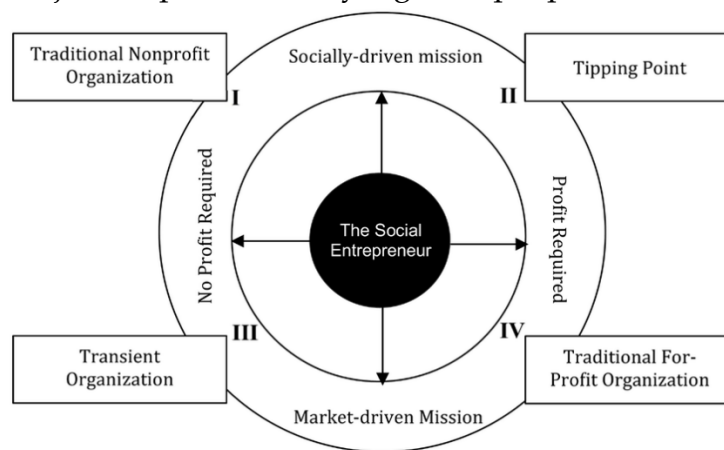 Traditional Nonprofit
Organization
Socially-driven mission
Tipping Point
I
II
No Profit Required
The Social
Entrepreneur
Profit Required
III
IV
Transient
Organization
Traditional For-
Profit Organization
Market-driven Mission